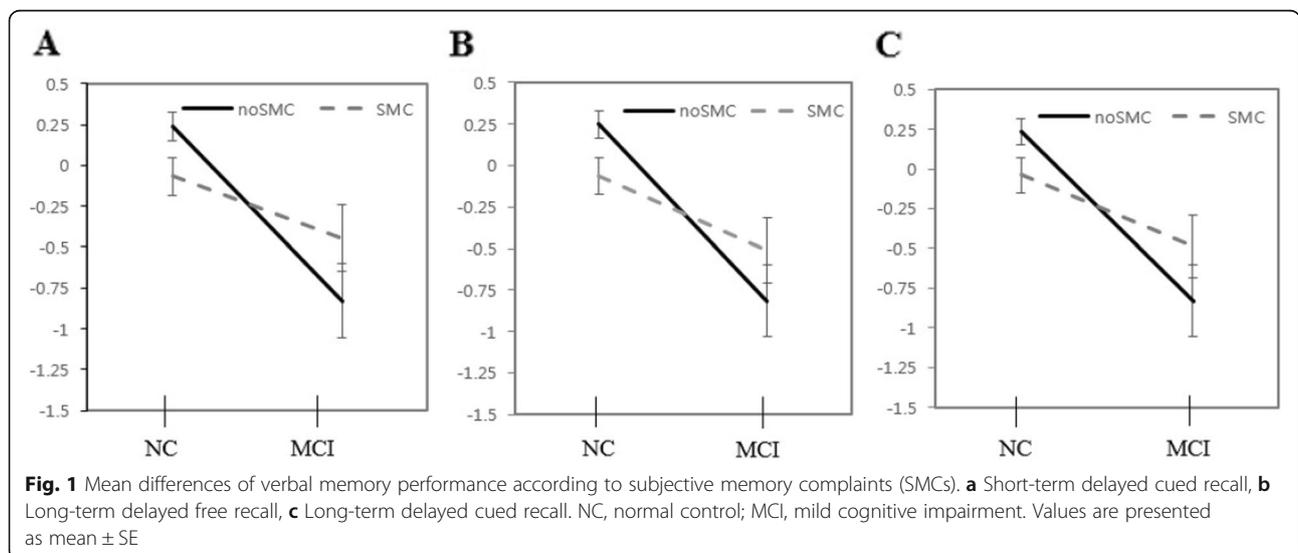 A
B
C
0.5
0.25
0
-0.25
-0.5
-0.75
-1
-1.25
-1.5
noSMC SMC
NC MCI
0.5
0.25
0
-0.25
-0.5
-0.75
-1
-1.25
-1.5
noSMC SMC
NC MCI
0.5
0.25
0
-0.25
-0.5
-0.75
-1
-1.25
-1.5
noSMC SMC
NC MCI
Fig. 1 Mean differences of verbal memory performance according to subjective memory complaints (SMCs). a Short-term delayed cued recall, b
Long-term delayed free recall, c Long-term delayed cued recall. NC, normal control; MCI, mild cognitive impairment. Values are presented
as mean ± SE